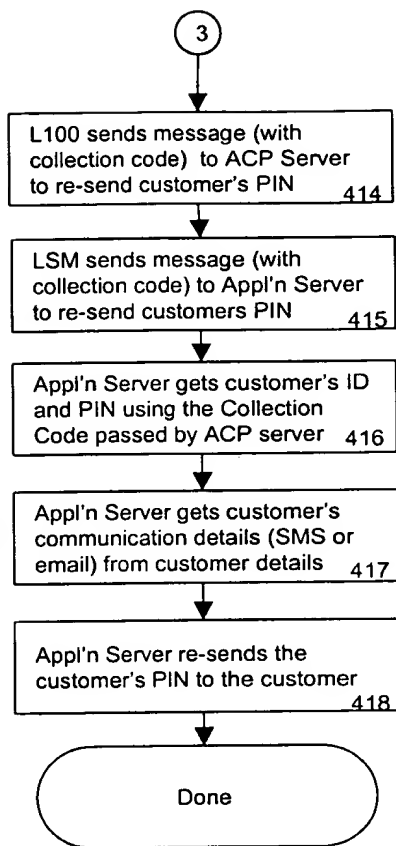 3
L100 sends message (with
collection code) to ACP Server
to re-send customer's PIN
414
LSM sends message (with
collection code) to Appl'n Server
to re-send customers PIN
415
Appl'n Server gets customer's ID
and PIN using the Collection
Code passed by ACP server
416
Appl'n Server gets customer's
communication details (SMS or
email) from customer details
417
Appl'n Server re-sends the
customer's PIN to the customer
418
Done